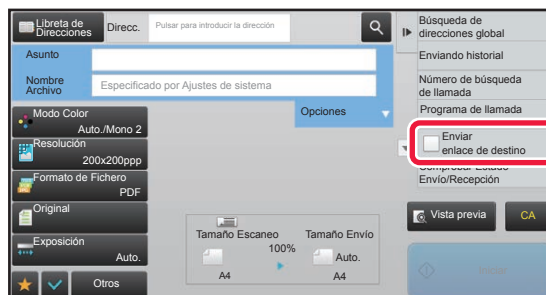 Libreta de
Direcciones
Direcc.
Pulsar para introducir la dirección
Asunto
Nombre
Archivo
Especificado por Ajustes de sistema
Opciones
Modo Color
Auto./Mono 2
Resolución
200x200ppp
Formato de Fichero
PDF
Original
Exposición
Auto.
Otros
Tamaño Escaneo
100%
A4
Tamaño Envío
Auto.
A4
Búsqueda de
direcciones global
Enviando historial
Número de búsqueda
de llamada
Programa de llamada
Enviar
enlace de destino
Comprobar Estado
Envío/Recepción
Vista previa
CA